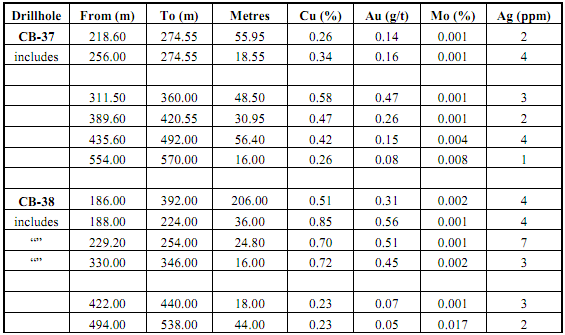 Drillhole From (m) To (m) Metres Cu (%) Au (g/t) Mo (%) Ag (ppm)
CB-37 218.60 274.55 55.95 0.26 0.14 0.001 2
includes 256.00 274.55 18.55 0.34 0.16 0.001 4
311.50 360.00 48.50 0.58 0.47 0.001 3
389.60 420.55 30.95 0.47 0.26 0.001 2
435.60 492.00 56.40 0.42 0.15 0.004 4
554.00 570.00 16.00 0.26 0.08 0.008 1
CB-38 186.00 392.00 206.00 0.51 0.31 0.002 4
includes 188.00 224.00 36.00 0.85 0.56 0.001 4
“” 229.20 254.00 24.80 0.70 0.51 0.001 7
“” 330.00 346.00 16.00 0.72 0.45 0.002 3
422.00 440.00 18.00 0.23 0.07 0.001 3
494.00 538.00 44.00 0.23 0.05 0.017 2